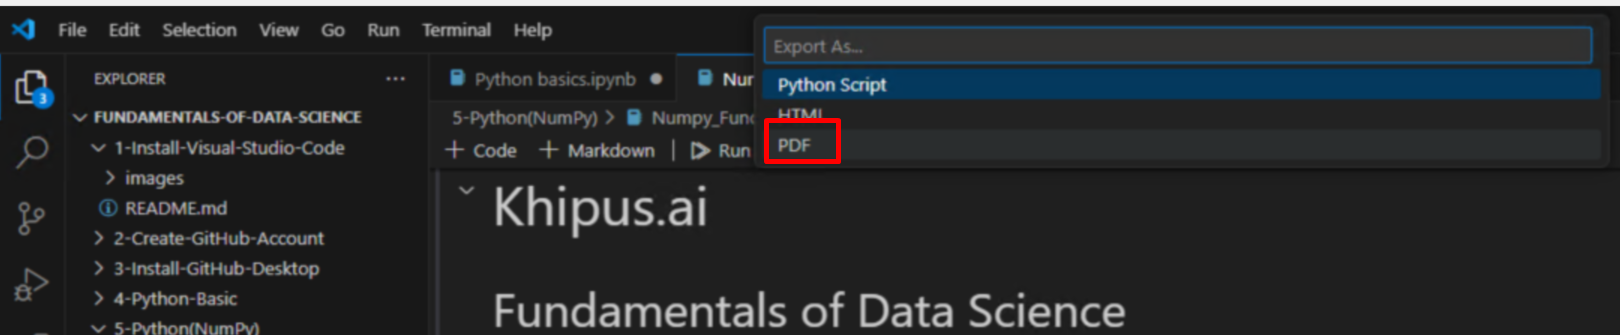 File Edit Selection View Go Run Terminal Help
Export As...
Python Script
HTML
PDF
EXPLORER
3
FUNDAMENTALS-OF-DATA-SCIENCE
1-Install-Visual-Studio-Code
images
README.md
2-Create-GitHub-Account
3-Install-GitHub-Desktop
4-Python-Basic
5-Python(NumPy)
Python basics.ipynb
Num
5-Python(NumPy) > Numpy_Func
+ Code + Markdown Run
Khipus.ai
Fundamentals of Data Science